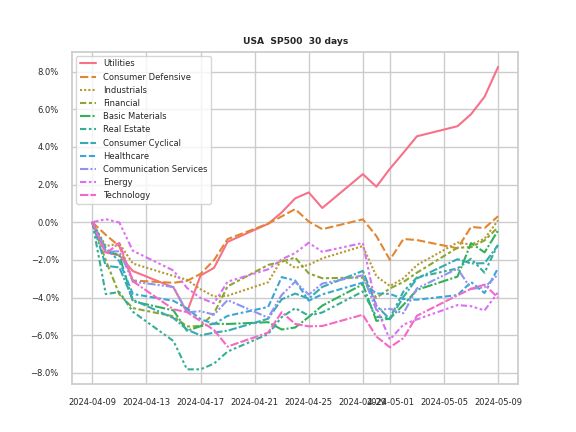 USA SP500 30 days
8.0%
6.0%
4.0%
2.0%
0.0%
−2.0%
−4.0%
−6.0%
−8.0%
Utilities
Consumer Defensive
Industrials
Financial
Basic Materials
Real Estate
Consumer Cyclical
Healthcare
Communication Services
Energy
Technology
2024-04-09 2024-04-13 2024-04-17 2024-04-21 2024-04-25 2024-04-29 2024-05-01 2024-05-05 2024-05-09